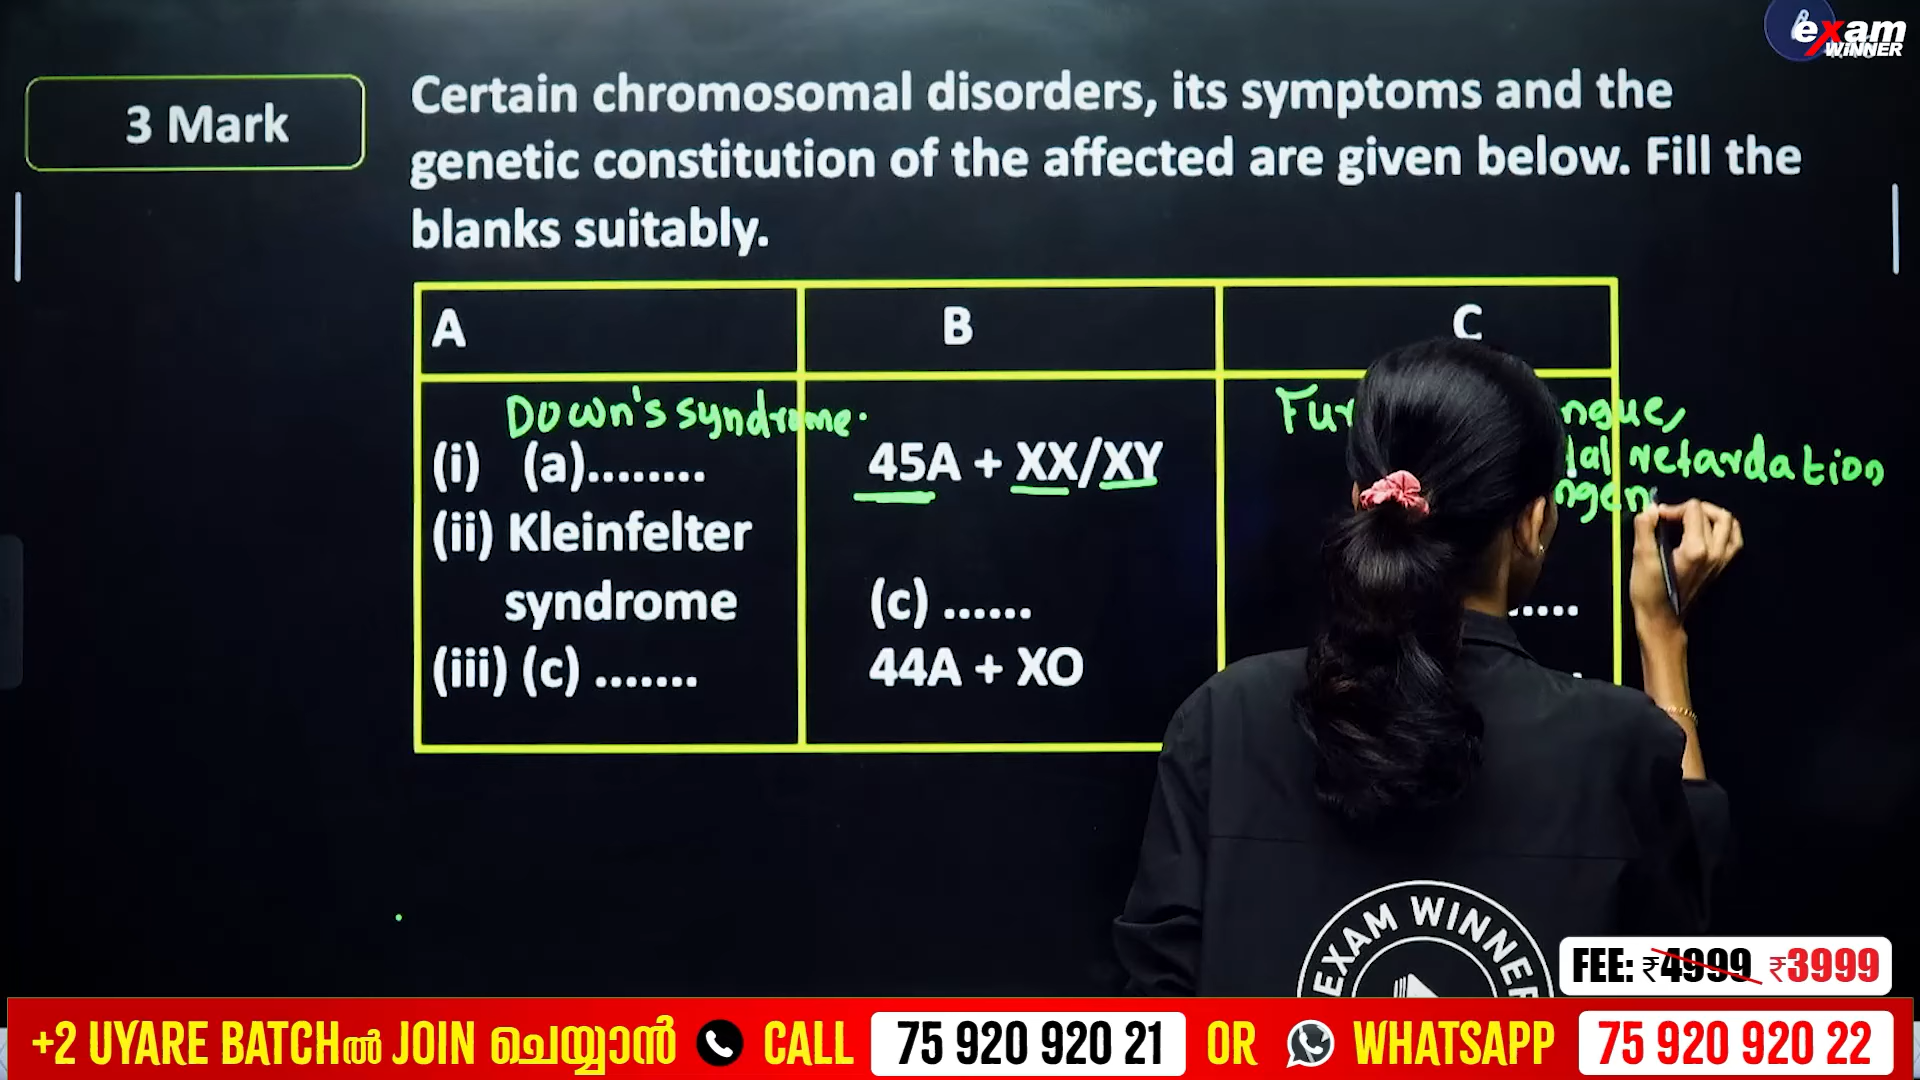 exam
WINNER
3 Mark
Certain chromosomal disorders, its symptoms and the
genetic constitution of the affected are given below. Fill the
blanks suitably.
A B C
Down's syndrome.
(i) (a)........ 45A + XX/XY
retardation
(ii) Kleinfelter
syndrome (c) ......
(iii) (c) ....... 44A + XO
EXAM WINNER
FEE: ₹4999 ₹3999
+2 UYARE BATCHൽ JOIN ചെയ്യാൻ CALL 75 920 920 21 OR WHATSAPP 75 920 920 22